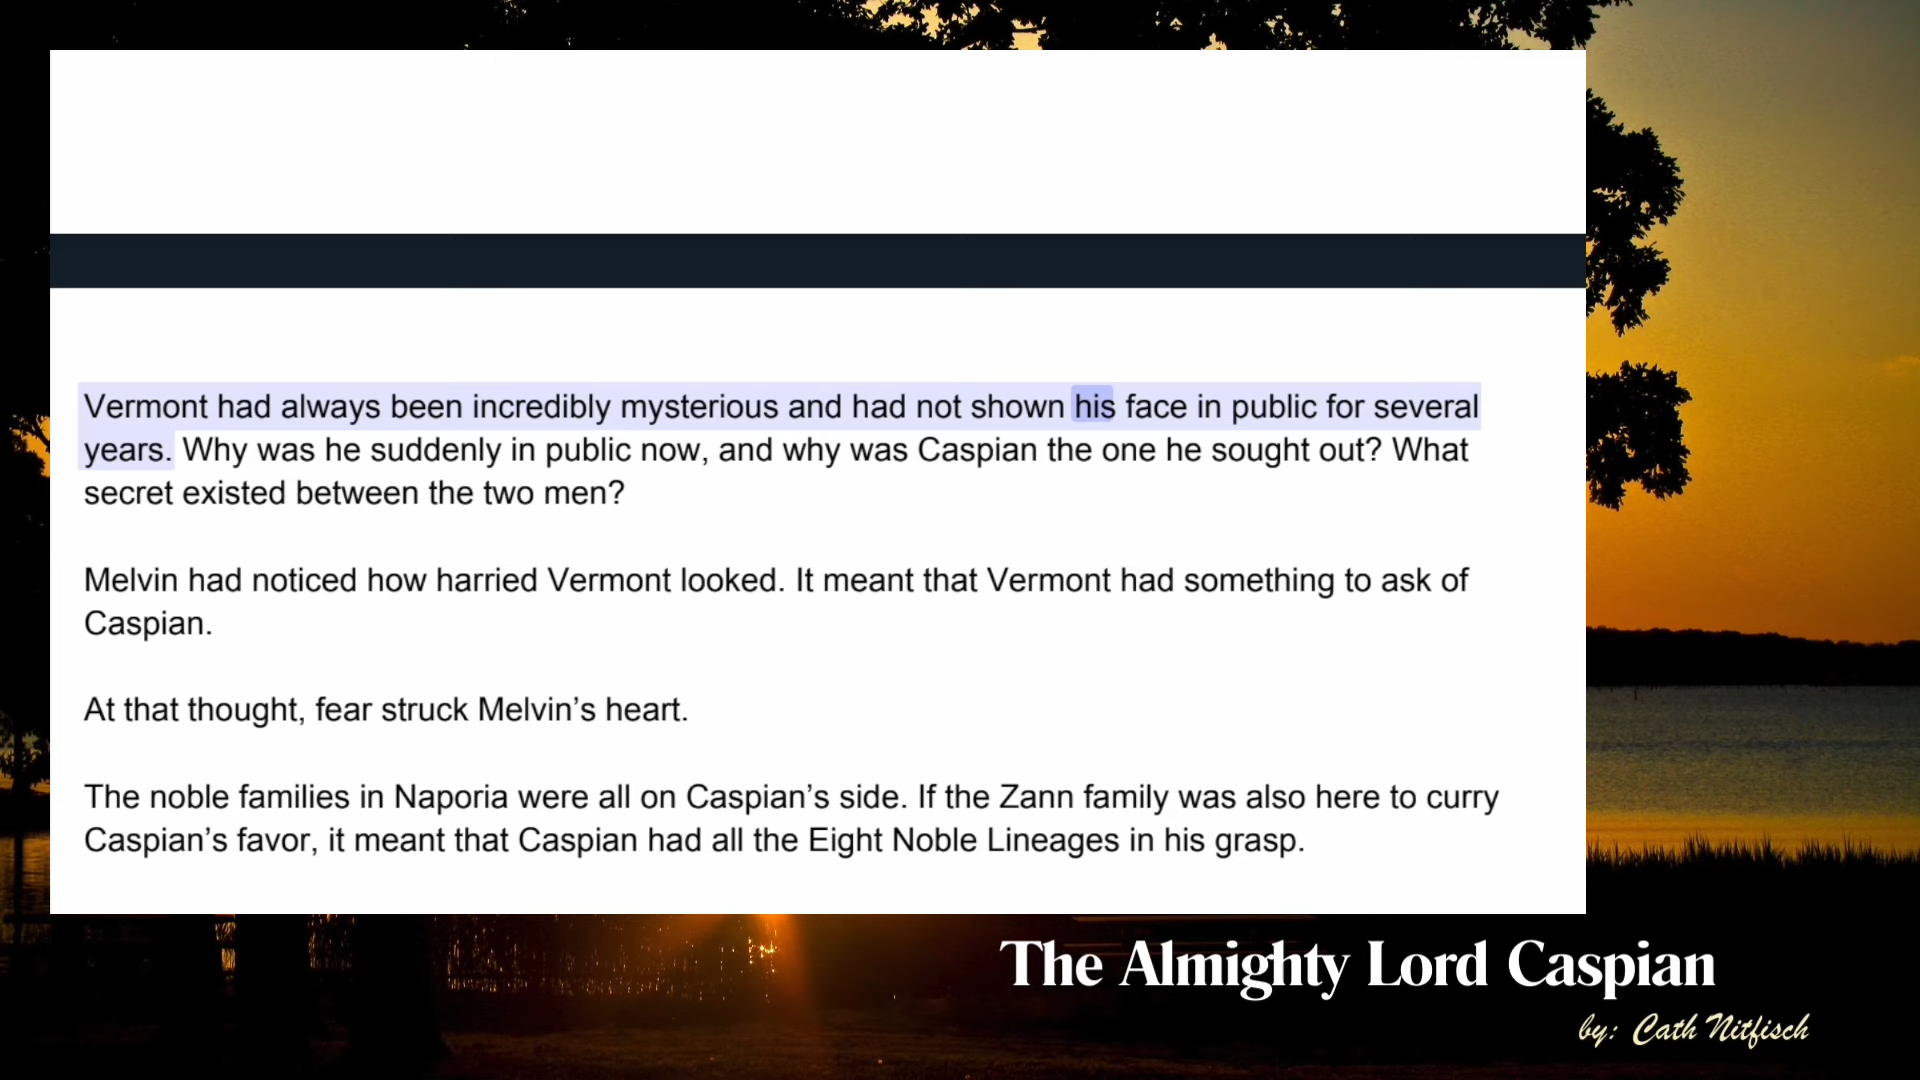 Vermont had always been incredibly mysterious and had not shown his face in public for several
years. Why was he suddenly in public now, and why was Caspian the one he sought out? What
secret existed between the two men?
Melvin had noticed how harried Vermont looked. It meant that Vermont had something to ask of
Caspian.
At that thought, fear struck Melvin’s heart.
The noble families in Naporia were all on Caspian’s side. If the Zann family was also here to curry
Caspian’s favor, it meant that Caspian had all the Eight Noble Lineages in his grasp.
The Almighty Lord Caspian
by: Cath Nitfisch